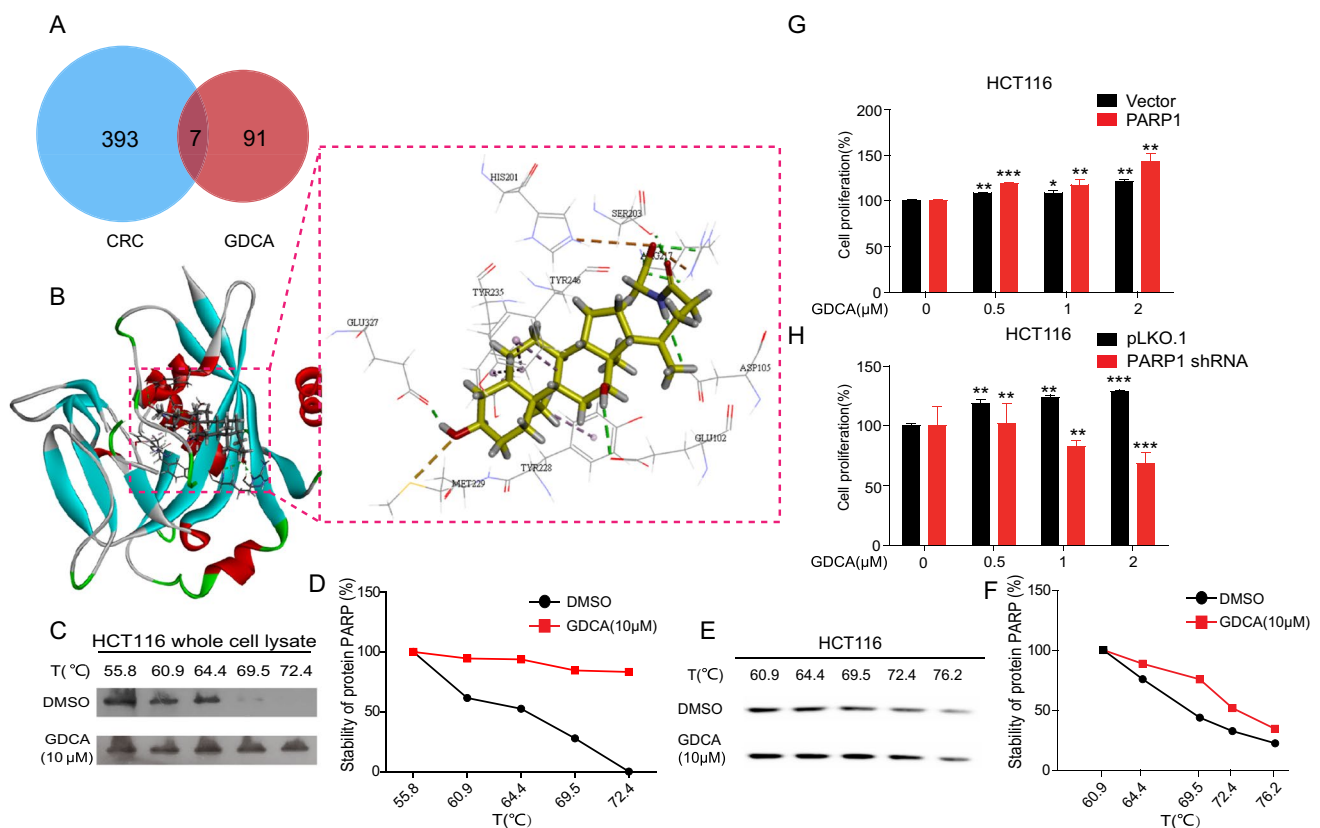 A
393
7
91
CRC
GDCA
B
HIS201
SER203
TYR246
TYR235
GLU327
ASP105
GLU102
TYR228
MET229
C
HCT116 whole cell lysate
T(℃)
55.8 60.9 64.4 69.5 72.4
DMSO
GDCA
(10 μM)
D
Stability of protein PARP (%)
150
100
50
0
DMSO
GDCA(10μM)
55.8 60.9 64.4 69.5 72.4
T(℃)
E
HCT116
T(℃)
60.9 64.4 69.5 72.4 76.2
DMSO
GDCA
(10μM)
F
Stability of protein PARP (%)
150
100
50
0
DMSO
GDCA(10μM)
60.9 64.4 69.5 72.4 76.2
T(℃)
G
HCT116
Vector
PARP1
Cell proliferation(%)
200
150
100
50
0
** *** * ** ** **
GDCA(μM) 0 0.5 1 2
H
HCT116
pLKO.1
PARP1 shRNA
Cell proliferation(%)
150
100
50
0
** ** ** ** *** ***
GDCA(μM) 0 0.5 1 2